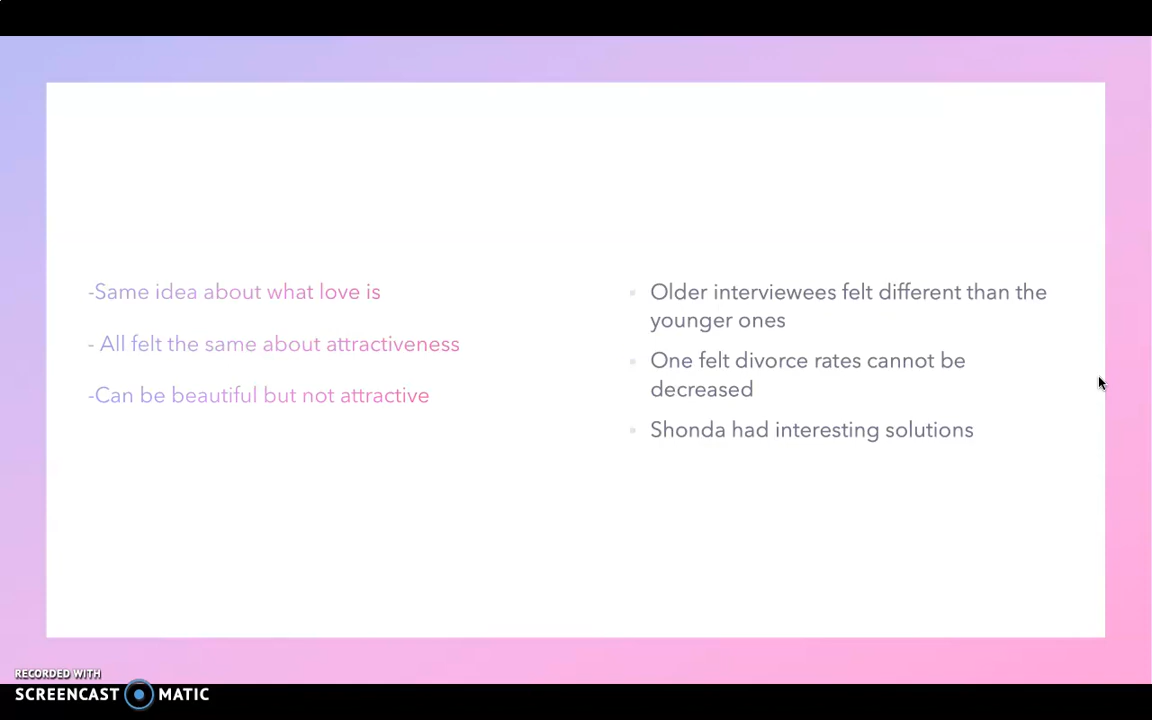 -Same idea about what love is
- All felt the same about attractiveness
-Can be beautiful but not attractive
Older interviewees felt different than the
younger ones
One felt divorce rates cannot be
decreased
Shonda had interesting solutions
RECORDED WITH
SCREENCAST MATIC